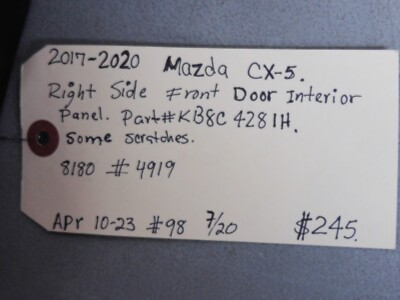 2017-2020 Mazda CX-5.
Right Side Front Door Interior
Panel. Part#KB8C 4281H.
Some scratches.
8180 # 4919
Apr 10-23 #98 7/20 $245.